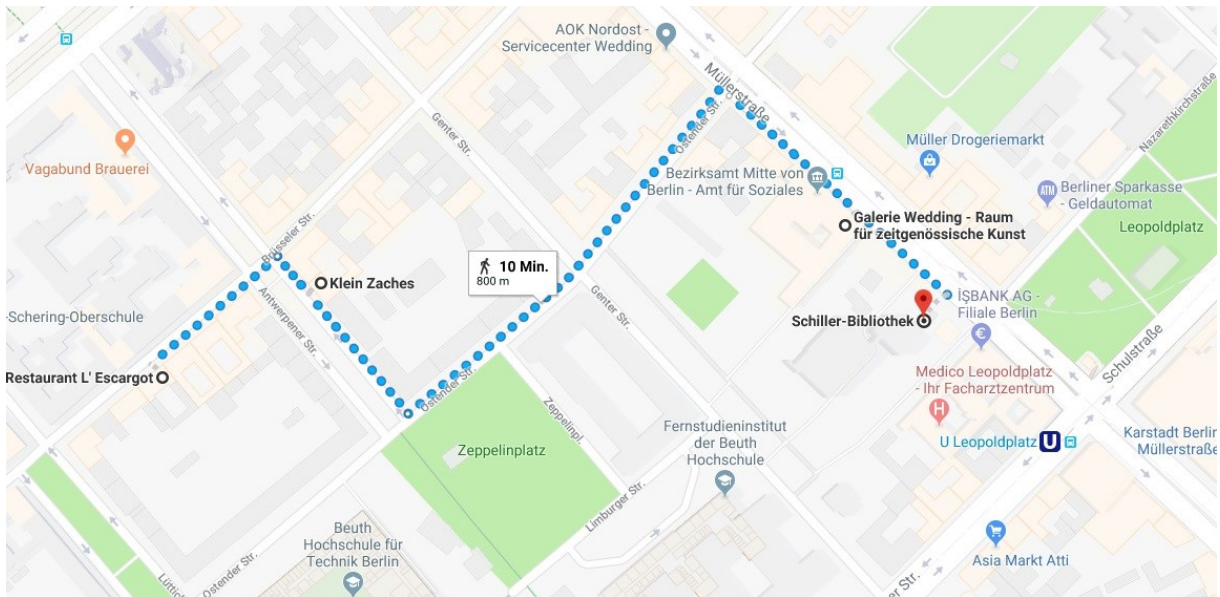 AOK Nordost -
Servicecenter Wedding
Müllerstraße
Ostender Str.
Genter Str.
Nazarethkirchstraße
Vagabund Brauerei
Bezirksamt Mitte von
Berlin - Amt für Soziales
Müller Drogeriemarkt
ATM
Berliner Sparkasse
- Geldautomat
Leopoldplatz
Galerie Wedding - Raum
für zeitgenössische Kunst
Brüsseler Str.
10 Min.
800 m
Klein Zaches
Genter Str.
-Schering-Oberschule
Antwerpener Str.
Schiller-Bibliothek
İŞBANK AG -
Filiale Berlin
€
Restaurant L' Escargot
Ostender Str.
Schulstraße
Medico Leopoldplatz
- Ihr Facharztzentrum
H
Zeppelinplatz
Zeppelinpl.
Fernstudieninstitut
der Beuth
Hochschule
U Leopoldplatz
U
Karstadt Berlin
Müllerstraße
Limburger Str.
Beuth
Hochschule für
Technik Berlin
Ostender Str.
Lüttich
Asia Markt Atti
er Str.